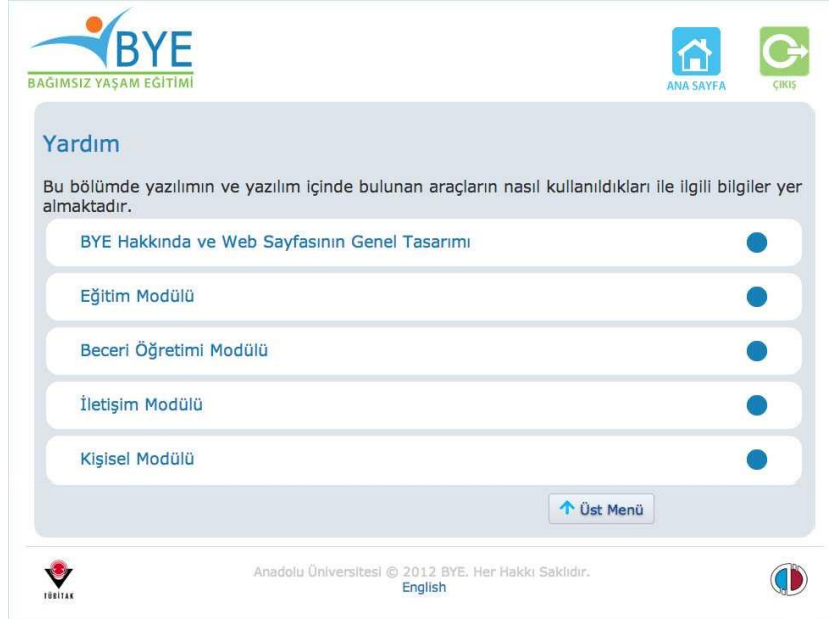 BYE
BAĞIMSIZ YAŞAM EĞİTİMİ
ANA SAYFA
ÇIKIŞ
Yardım
Bu bölümde yazılımın ve yazılım içinde bulunan araçların nasıl kullanıldıkları ile ilgili bilgiler yer
almaktadır.
BYE Hakkında ve Web Sayfasının Genel Tasarımı
Eğitim Modülü
Beceri Öğretimi Modülü
İletişim Modülü
Kişisel Modülü
Üst Menü
TÜBİTAK
Anadolu Üniversitesi © 2012 BYE. Her Hakkı Saklıdır.
English